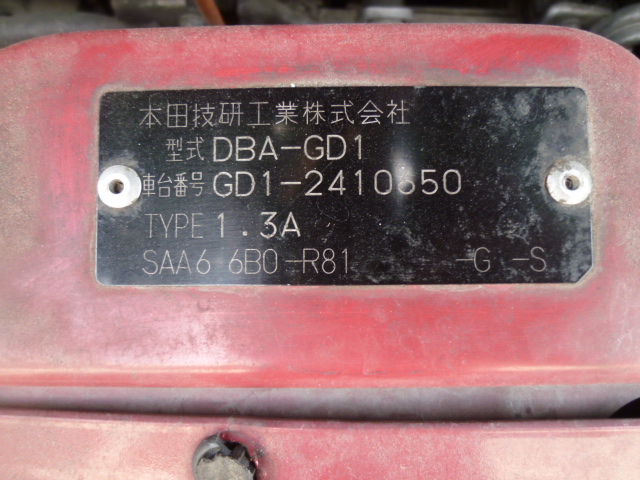 本田技研工業株式会社
型式 DBA-GD1
車台番号 GD1-2410650
TYPE 1.3A
SAA6 6B0-R81 -G -S